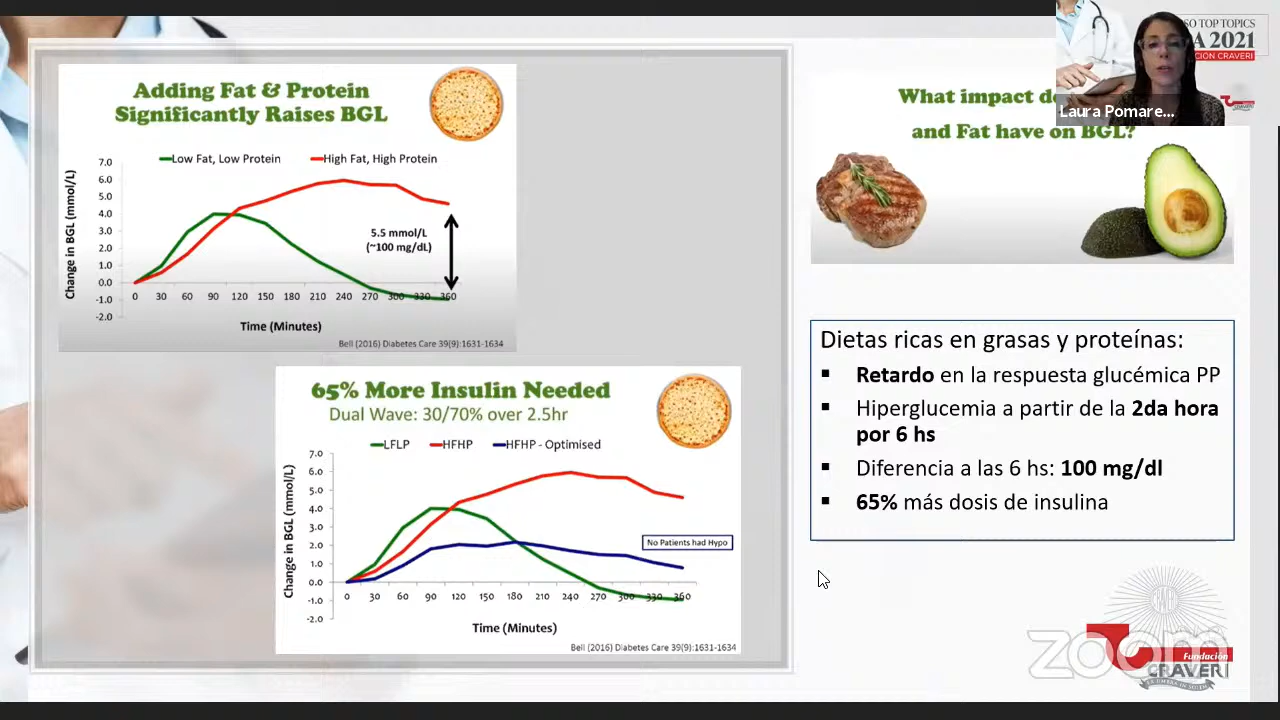 Adding Fat & Protein
Significantly Raises BGL
Low Fat, Low Protein
High Fat, High Protein
Change in BGL (mmol/L)
7.0
6.0
5.0
4.0
3.0
2.0
1.0
0.0
-1.0
-2.0
5.5 mmol/L
(~100 mg/dL)
0 30 60 90 120 150 180 210 240 270 300 330 360
Time (Minutes)
Bell (2016) Diabetes Care 39(9):1631-1634
65% More Insulin Needed
Dual Wave: 30/70% over 2.5hr
LFLP
HFHP
HFHP - Optimised
Change in BGL (mmol/L)
7.0
6.0
5.0
4.0
3.0
2.0
1.0
0.0
-1.0
-2.0
No Patients had Hypo
0 30 60 90 120 150 180 210 240 270 300 330 360
Time (Minutes)
Bell (2016) Diabetes Care 39(9):1631-1634
SO TOP TOPICS
A 2021
CIÓN CRAVERI
Laura Pomare...
What impact d
and Fat have on BGL?
Dietas ricas en grasas y proteínas:
▪ Retardo en la respuesta glucémica PP
▪ Hiperglucemia a partir de la 2da hora
por 6 hs
▪ Diferencia a las 6 hs: 100 mg/dl
▪ 65% más dosis de insulina
zoom
Fundación
CRAVERI